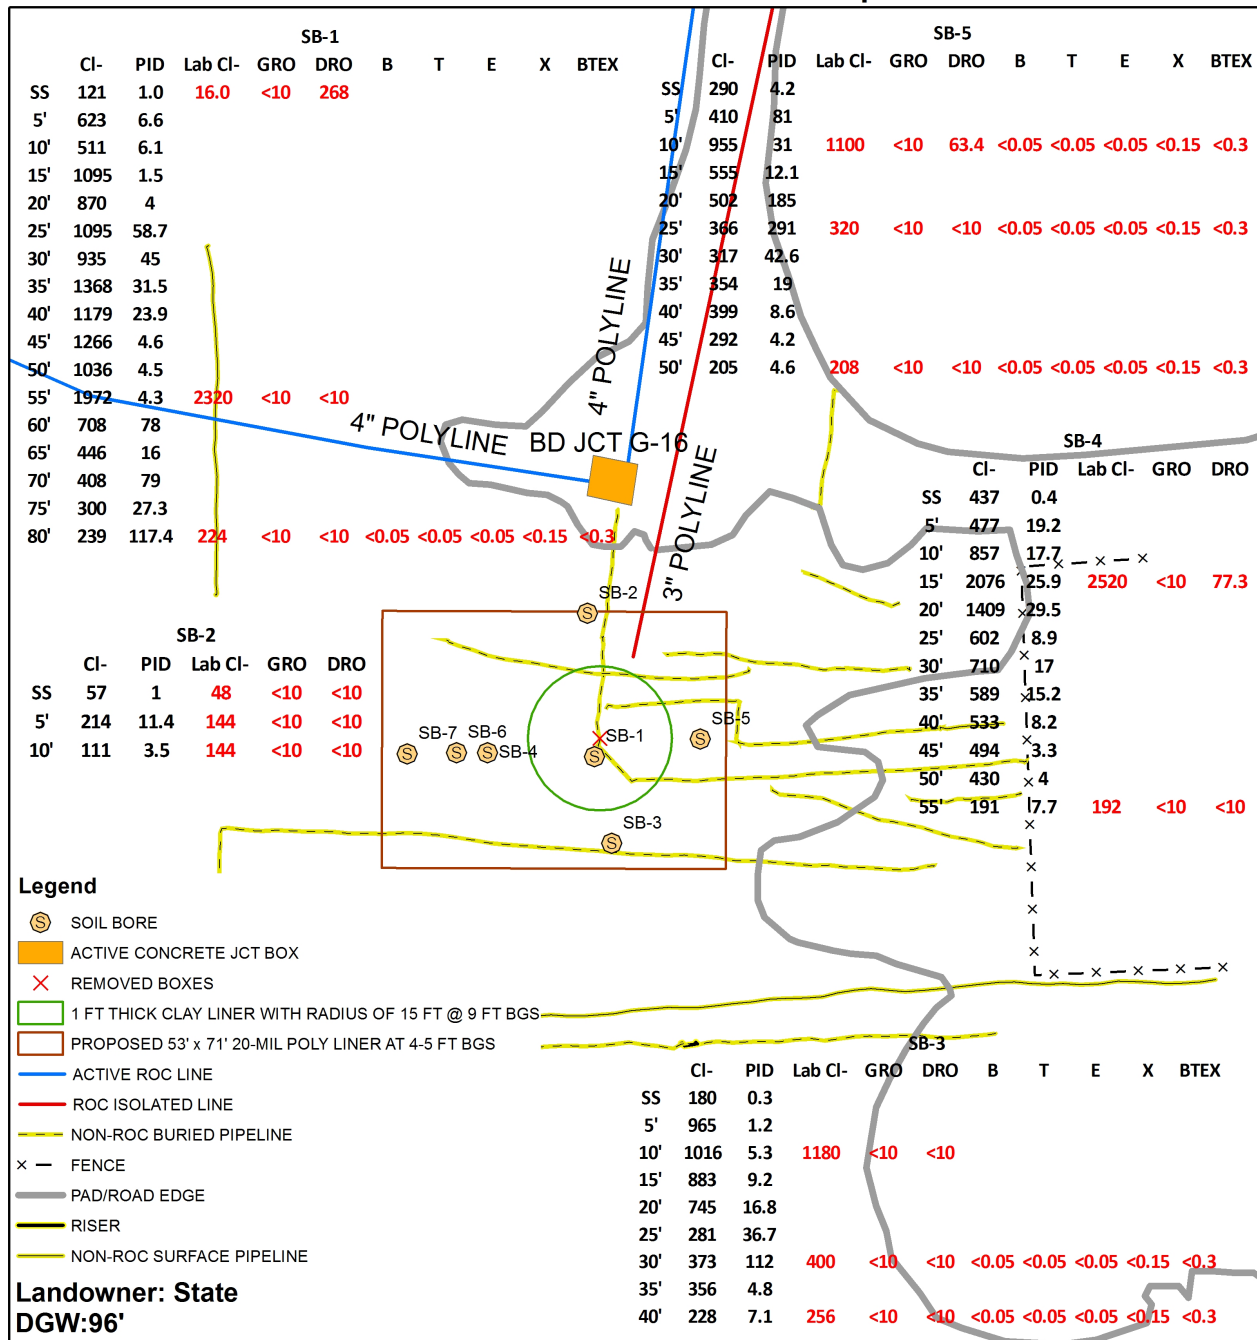 SB-1
Cl- PID Lab Cl- GRO DRO B T E X BTEX
SS 121 1.0 16.0 <10 268
5' 623 6.6
10' 511 6.1
15' 1095 1.5
20' 870 4
25' 1095 58.7
30' 935 45
35' 1368 31.5
40' 1179 23.9
45' 1266 4.6
50' 1036 4.5
55' 1972 4.3 2320 <10 <10
60' 708 78
65' 446 16
70' 408 79
75' 300 27.3
80' 239 117.4 224 <10 <10 <0.05 <0.05 <0.05 <0.15 <0.3
SB-5
Cl- PID Lab Cl- GRO DRO B T E X BTEX
SS 290 4.2
5' 410 81
10' 955 31 1100 <10 63.4 <0.05 <0.05 <0.05 <0.15 <0.3
15' 555 12.1
20' 502 185
25' 366 291 320 <10 <10 <0.05 <0.05 <0.05 <0.15 <0.3
30' 317 42.6
35' 354 19
40' 399 8.6
45' 292 4.2
50' 205 4.6 208 <10 <10 <0.05 <0.05 <0.05 <0.15 <0.3
4" POLYLINE
4" POLYLINE
BD JCT G-16
3" POLYLINE
SB-4
Cl- PID Lab Cl- GRO DRO
SS 437 0.4
5' 477 19.2
10' 857 17.7
15' 2076 25.9 2520 <10 77.3
20' 1409 29.5
25' 602 8.9
30' 710 17
35' 589 15.2
40' 533 8.2
45' 494 3.3
50' 430 4
55' 191 7.7 192 <10 <10
SB-2
Cl- PID Lab Cl- GRO DRO
SS 57 1 48 <10 <10
5' 214 11.4 144 <10 <10
10' 111 3.5 144 <10 <10
S SB-2
S SB-7
S SB-6
S SB-4
S SB-1
S SB-5
S SB-3
Legend
S SOIL BORE
ACTIVE CONCRETE JCT BOX
REMOVED BOXES
1 FT THICK CLAY LINER WITH RADIUS OF 15 FT @ 9 FT BGS
PROPOSED 53' x 71' 20-MIL POLY LINER AT 4-5 FT BGS
ACTIVE ROC LINE
ROC ISOLATED LINE
NON-ROC BURIED PIPELINE
FENCE
PAD/ROAD EDGE
RISER
NON-ROC SURFACE PIPELINE
Landowner: State
DGW:96'
SB-3
Cl- PID Lab Cl- GRO DRO B T E X BTEX
SS 180 0.3
5' 965 1.2
10' 1016 5.3 1180 <10 <10
15' 883 9.2
20' 745 16.8
25' 281 36.7
30' 373 112 400 <10 <10 <0.05 <0.05 <0.05 <0.15 <0.3
35' 356 4.8
40' 228 7.1 256 <10 <10 <0.05 <0.05 <0.05 <0.15 <0.3